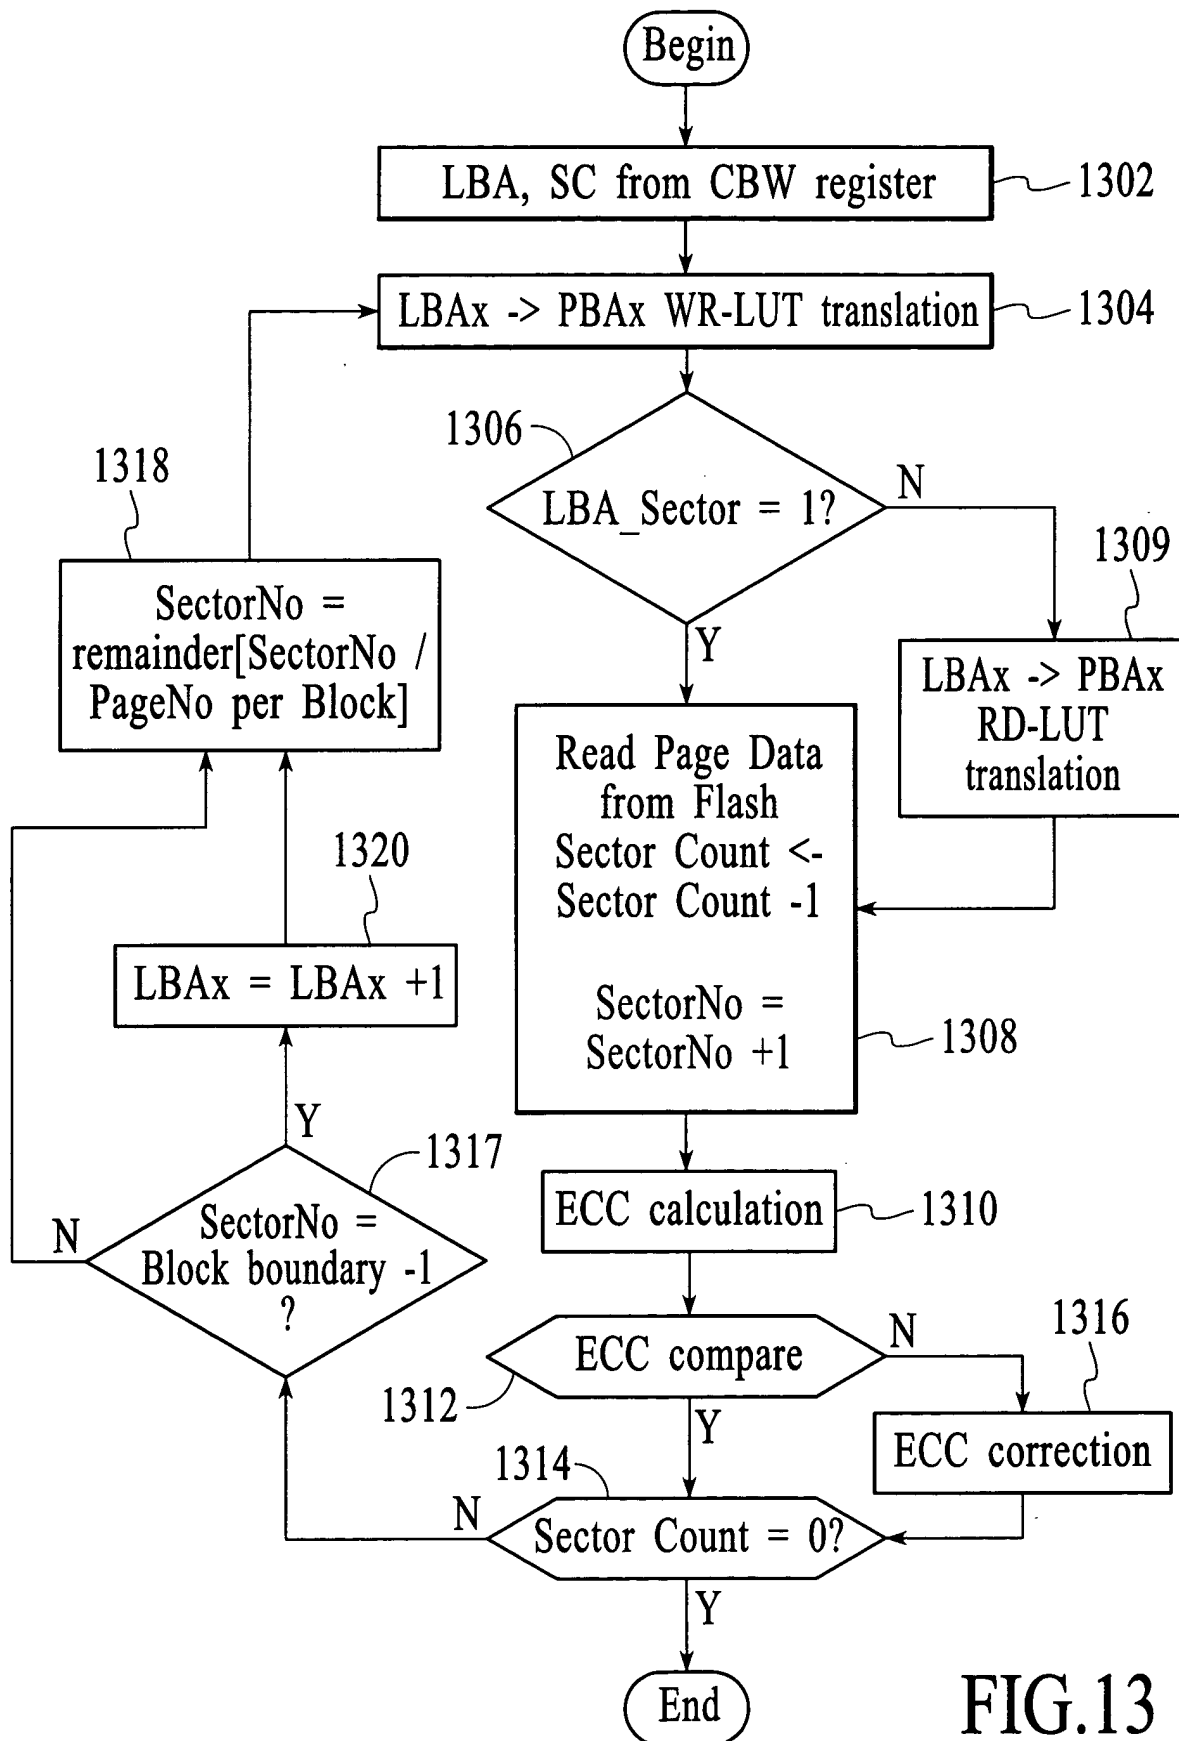 Begin
LBA, SC from CBW register
1302
LBAx -> PBAx WR-LUT translation
1304
1306
LBA_Sector = 1?
N
Y
1309
LBAx -> PBAx
RD-LUT
translation
1318
SectorNo =
remainder[SectorNo /
PageNo per Block]
Read Page Data
from Flash
Sector Count <-
Sector Count -1
SectorNo =
SectorNo +1
1308
1320
LBAx = LBAx +1
Y
1317
SectorNo =
Block boundary -1
?
N
ECC calculation
1310
ECC compare
1312
N
Y
1316
ECC correction
1314
Sector Count = 0?
N
Y
End
FIG.13